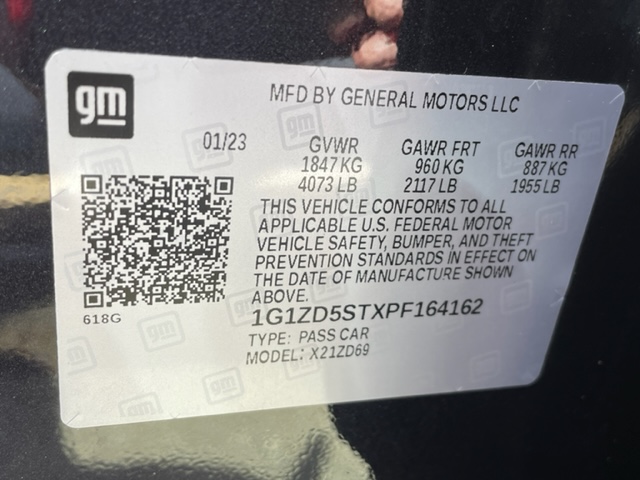 gm
MFD BY GENERAL MOTORS LLC
01/23 GVWR GAWR FRT GAWR RR
1847 KG 960 KG 887 KG
4073 LB 2117 LB 1955 LB
THIS VEHICLE CONFORMS TO ALL
APPLICABLE U.S. FEDERAL MOTOR
VEHICLE SAFETY, BUMPER, AND THEFT
PREVENTION STANDARDS IN EFFECT ON
THE DATE OF MANUFACTURE SHOWN
ABOVE.
618G
1G1ZD5STXPF164162
TYPE: PASS CAR
MODEL: X21ZD69